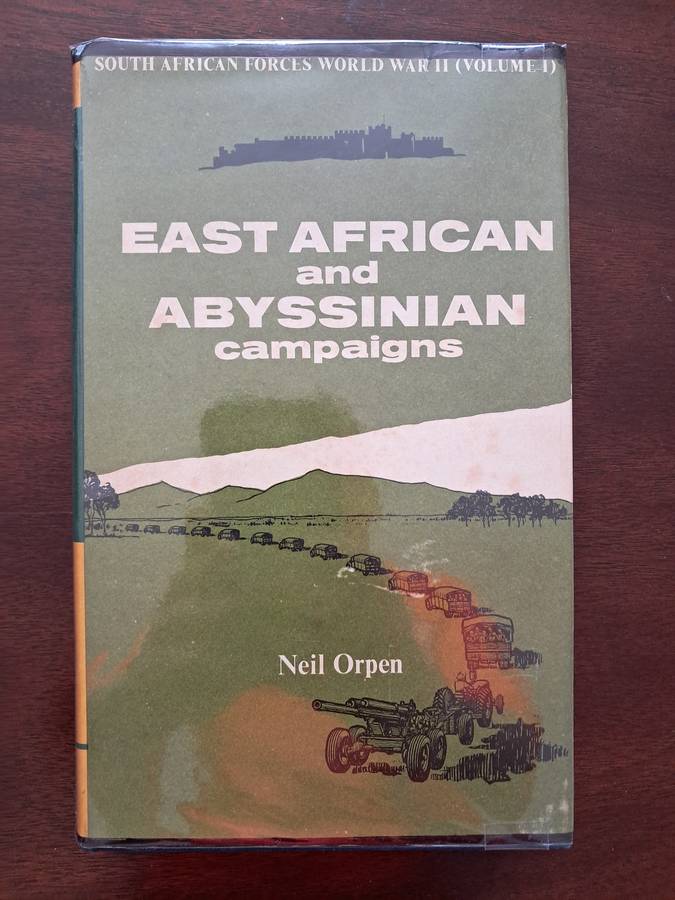 SOUTH AFRICAN FORCES WORLD WAR II (VOLUME I)
EAST AFRICAN
and
ABYSSINIAN
campaigns
Neil Orpen